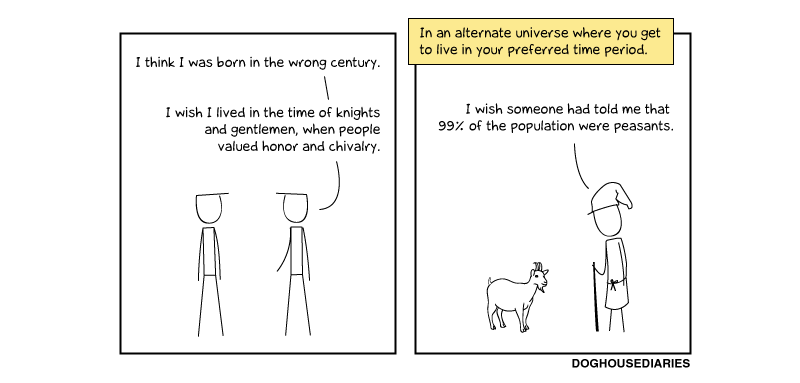 I think I was born in the wrong century.
I wish I lived in the time of knights
and gentlemen, when people
valued honor and chivalry.
In an alternate universe where you get
to live in your preferred time period.
I wish someone had told me that
99% of the population were peasants.
DOGHOUSEDIARIES